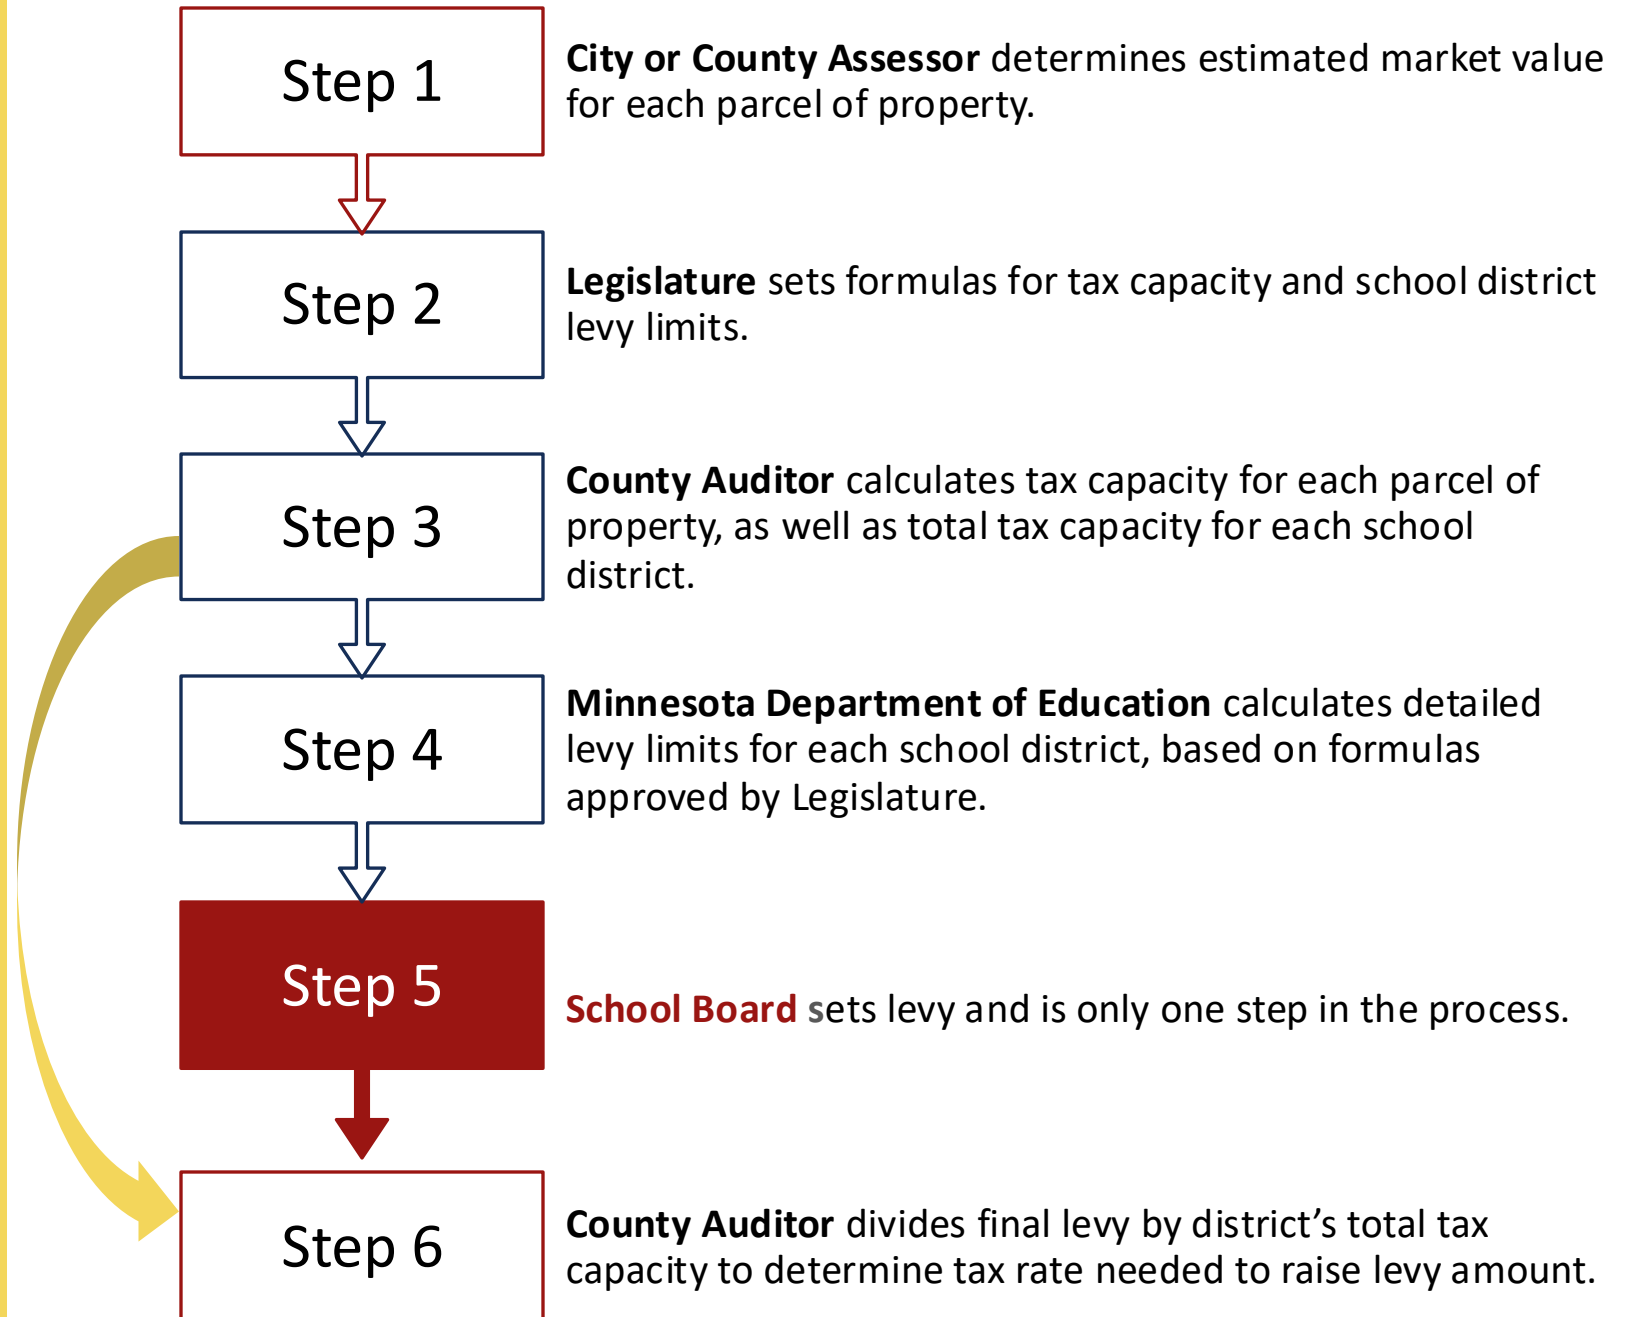 Step 1
City or County Assessor determines estimated market value
for each parcel of property.
Step 2
Legislature sets formulas for tax capacity and school district
levy limits.
Step 3
County Auditor calculates tax capacity for each parcel of
property, as well as total tax capacity for each school
district.
Step 4
Minnesota Department of Education calculates detailed
levy limits for each school district, based on formulas
approved by Legislature.
Step 5
School Board sets levy and is only one step in the process.
Step 6
County Auditor divides final levy by district’s total tax
capacity to determine tax rate needed to raise levy amount.